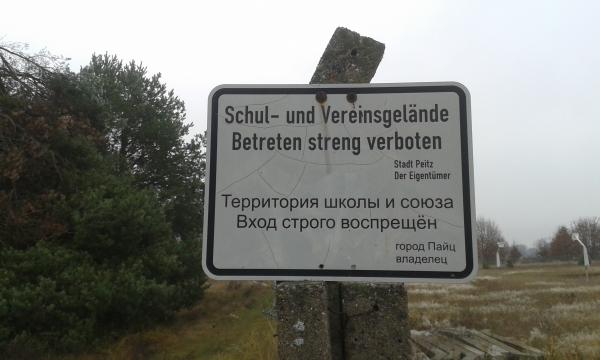 Schul- und Vereinsgelände
Betreten streng verboten
Stadt Peitz
Der Eigentümer
Территория школы и союза
Вход строго воспрещён
город Пайц
владелец